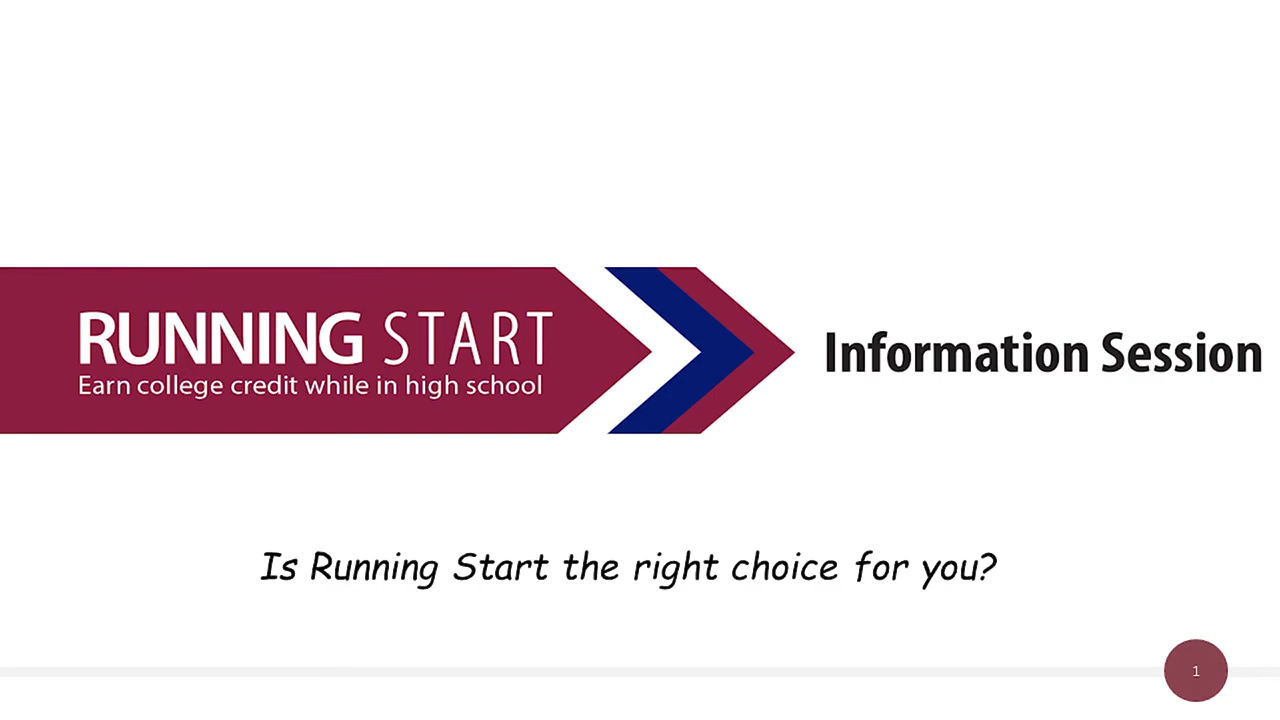 RUNNING START
Earn college credit while in high school
Information Session
Is Running Start the right choice for you?
1